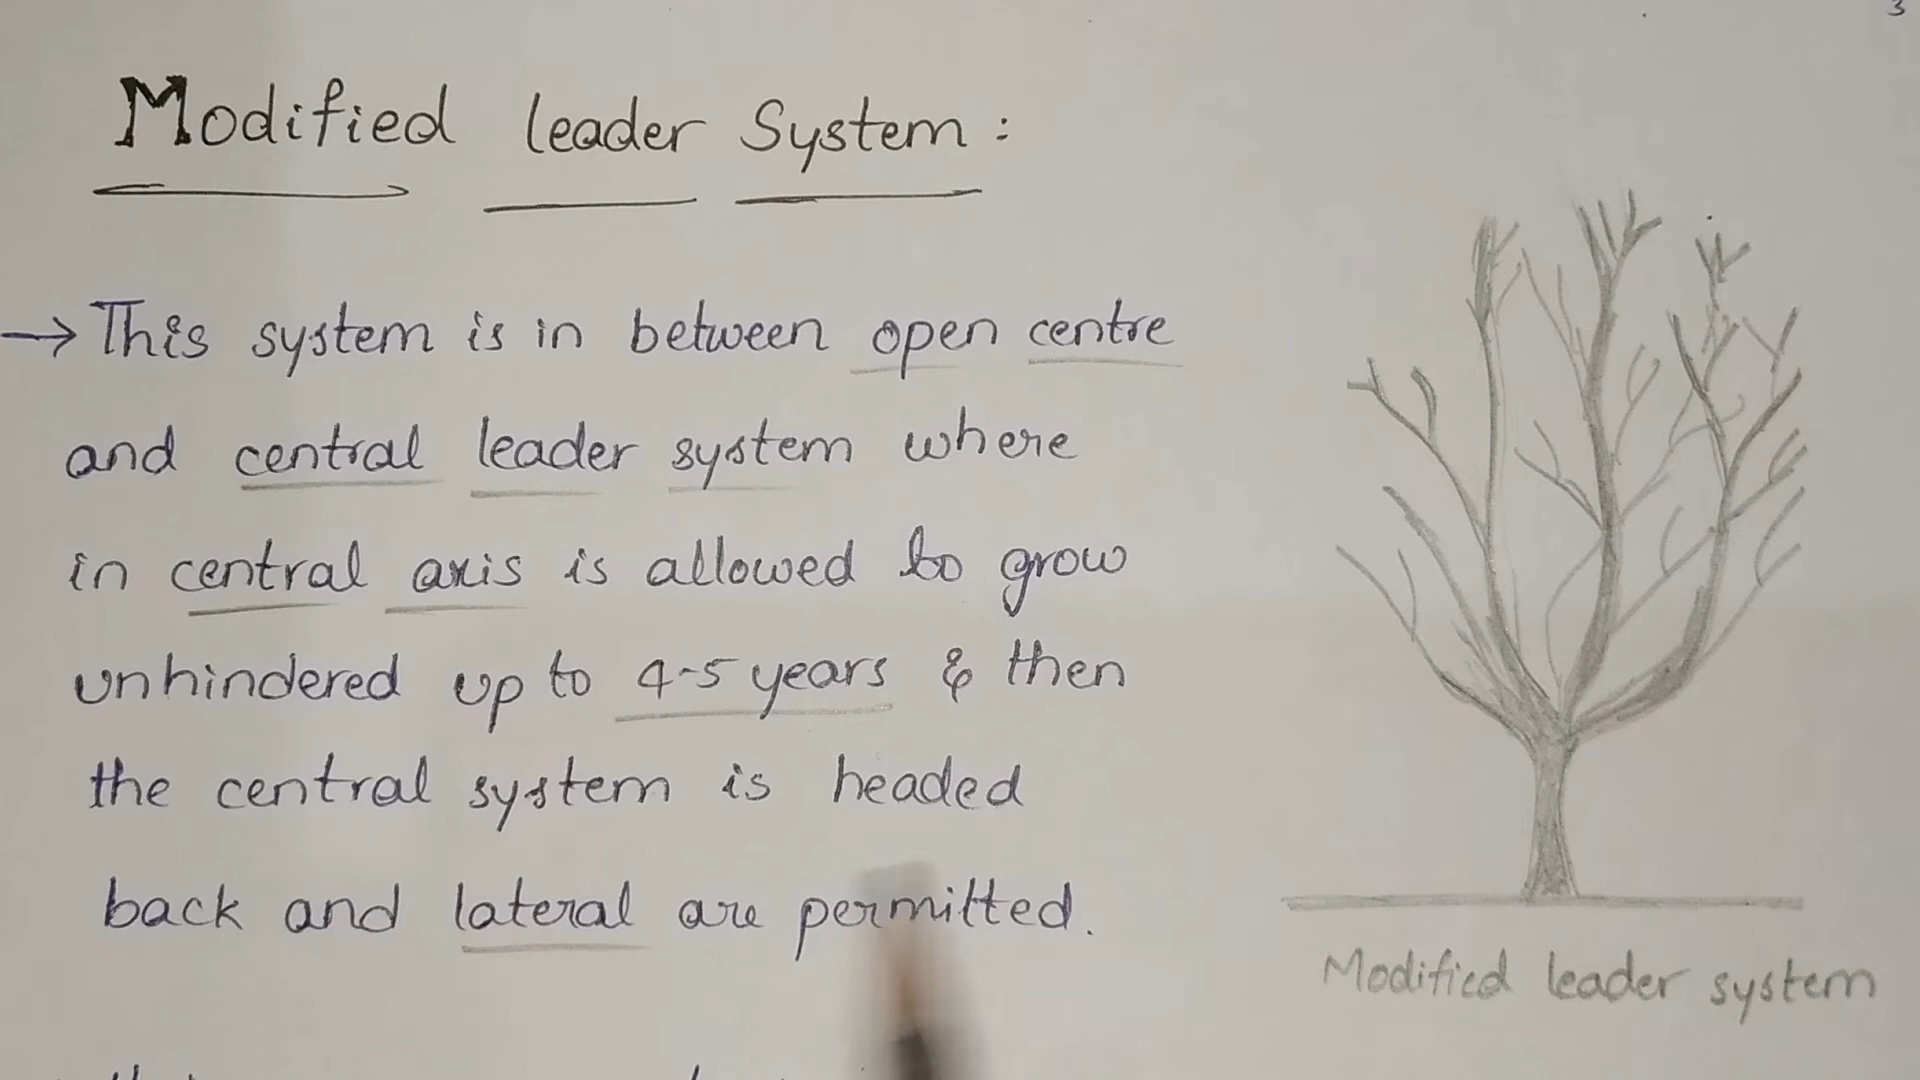 3
Modified leader System :
→ This system is in between open centre
and central leader system where
in central axis is allowed to grow
unhindered up to 4-5 years & then
the central system is headed
back and lateral are permitted.
Modified leader system